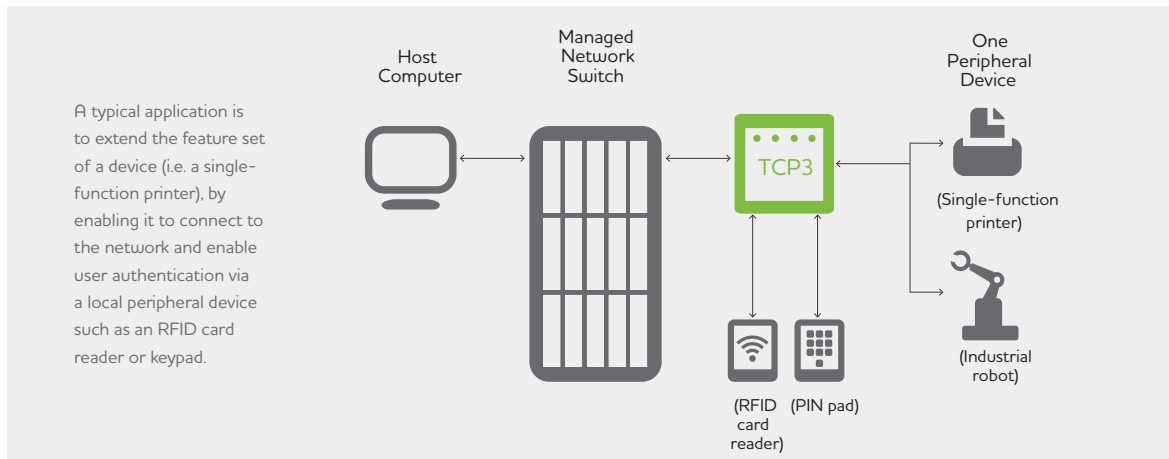 A typical application is
to extend the feature set
of a device (i.e. a single-
function printer), by
enabling it to connect to
the network and enable
user authentication via
a local peripheral device
such as an RFID card
reader or keypad.
Host
Computer
Managed
Network
Switch
TCP3
One
Peripheral
Device
(Single-function
printer)
(Industrial
robot)
(RFID
card
reader)
(PIN pad)